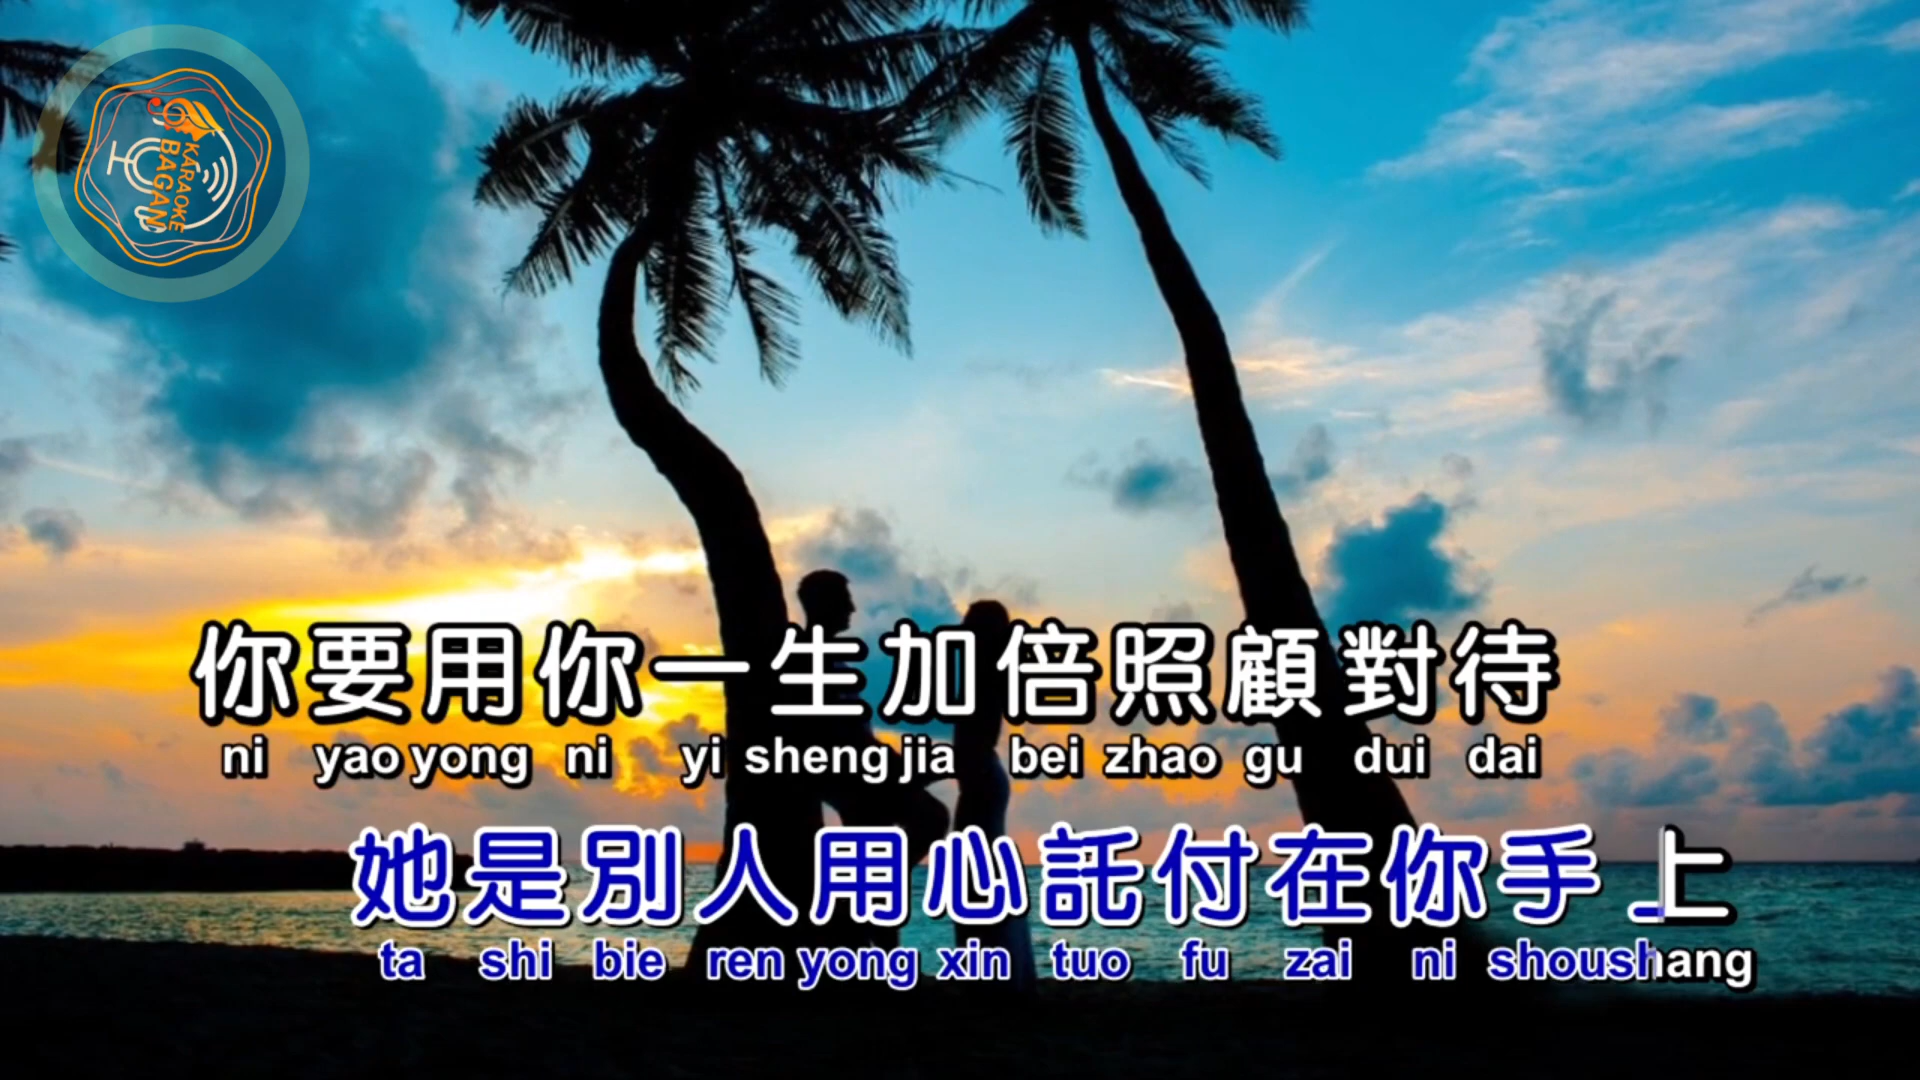 KARAOKE
BAGAN
你要用你一生加倍照顧對待
ni yao yong ni yi sheng jia bei zhao gu dui dai
她是別人用心託付在你手上
ta shi bie ren yong xin tuo fu zai ni shou shang